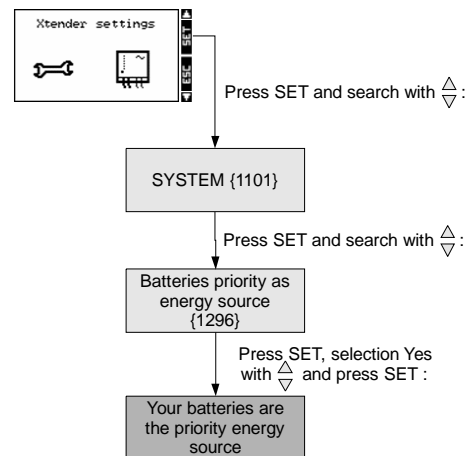 Xtender settings
SET
ESC
Press SET and search with :
SYSTEM {1101}
Press SET and search with :
Batteries priority as
energy source
{1296}
Press SET, selection Yes
with and press SET :
Your batteries are
the priority energy
source